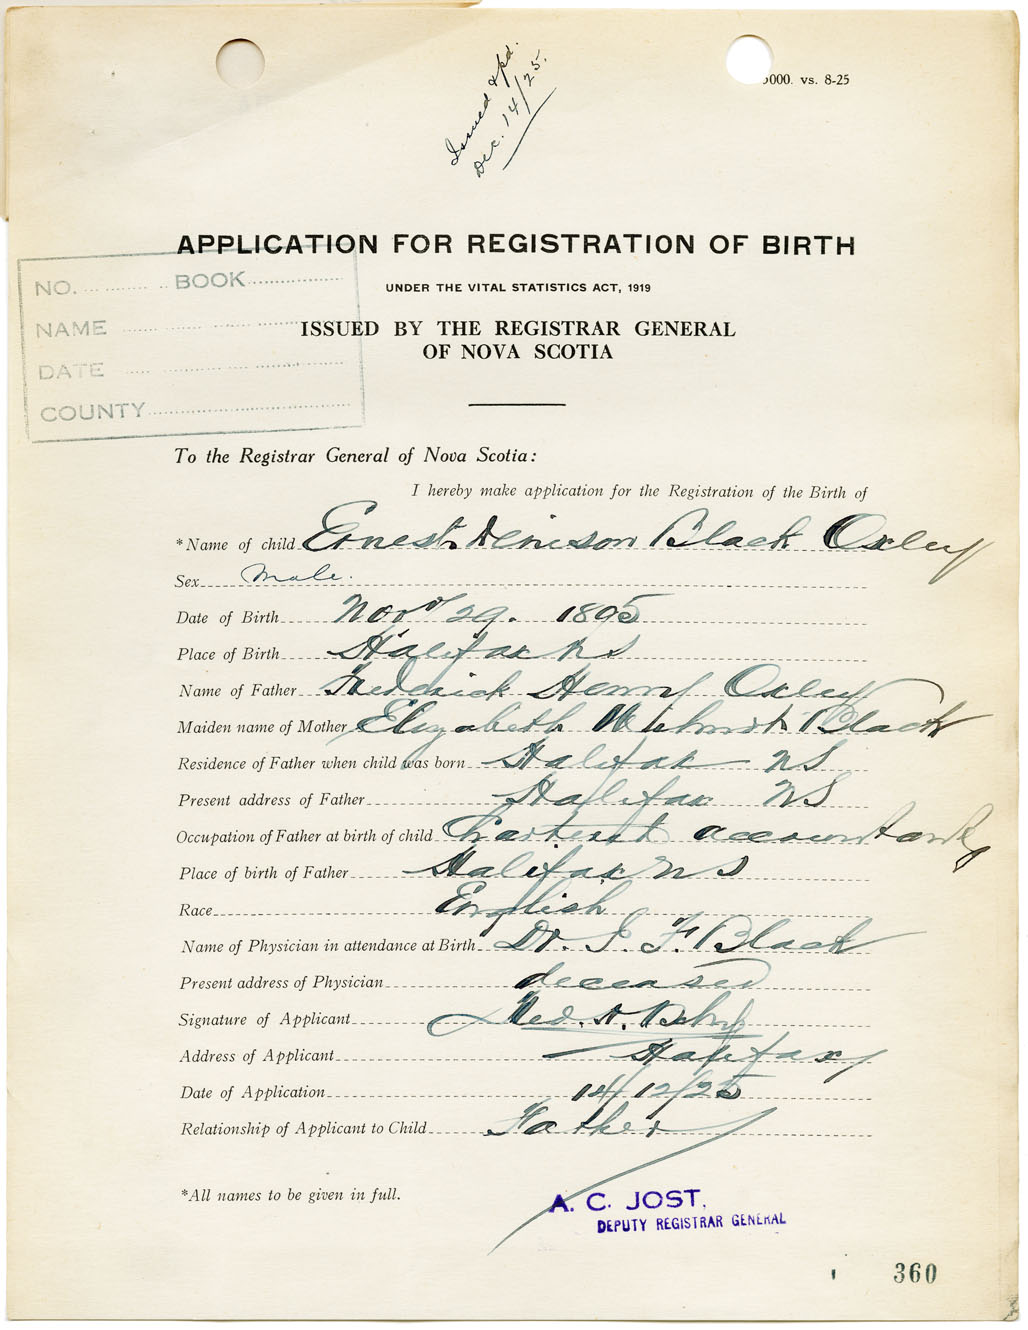 Issued & pd.
Dec. 14/25.
5000. vs. 8-25
APPLICATION FOR REGISTRATION OF BIRTH
UNDER THE VITAL STATISTICS ACT, 1919
ISSUED BY THE REGISTRAR GENERAL
OF NOVA SCOTIA
NO. BOOK
NAME
DATE
COUNTY
To the Registrar General of Nova Scotia:
I hereby make application for the Registration of the Birth of
*Name of child Ernest Denison Black Oxley
Sex Male.
Date of Birth Nov 29. 1895
Place of Birth Halifax NS
Name of Father Frederick Henry Oxley
Maiden name of Mother Elizabeth Black
Residence of Father when child was born Halifax NS
Present address of Father Halifax NS
Occupation of Father at birth of child accountant
Place of birth of Father Halifax NS
Race English
Name of Physician in attendance at Birth Dr. J. F. Black
Present address of Physician deceased
Signature of Applicant Fred. H. Oxley
Address of Applicant Halifax
Date of Application 14/12/25
Relationship of Applicant to Child Father
*All names to be given in full.
A. C. JOST,
DEPUTY REGISTRAR GENERAL
360